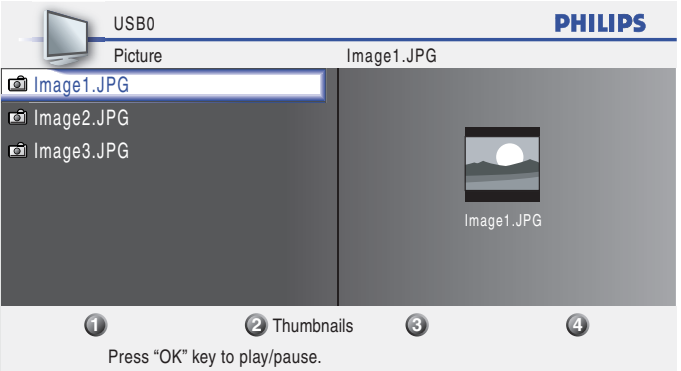 USB0
PHILIPS
Picture
Image1.JPG
Image1.JPG
Image2.JPG
Image3.JPG
Image1.JPG
1 2 Thumbnails 3 4
Press “OK” key to play/pause.